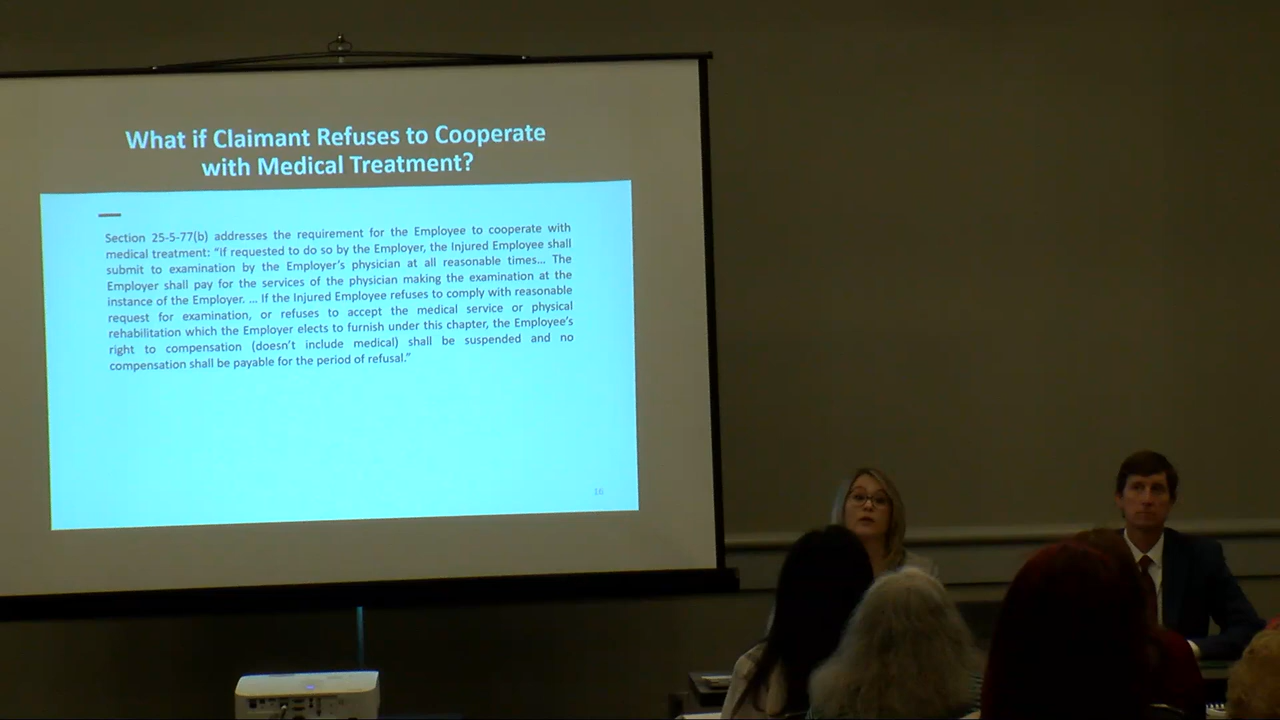 What if Claimant Refuses to Cooperate
with Medical Treatment?
Section 25-5-77(b) addresses the requirement for the Employee to cooperate with
medical treatment: “if requested to do so by the Employer, the Injured Employee shall
submit to examination by the Employer’s physician at all reasonable times… The
Employer shall pay for the services of the physician making the examination at the
instance of the Employer. … If the Injured Employee refuses to comply with reasonable
request for examination, or refuses to accept the medical service or physical
rehabilitation which the Employer elects to furnish under this chapter, the Employee’s
right to compensation (doesn’t include medical) shall be suspended and no
compensation shall be payable for the period of refusal.”
16